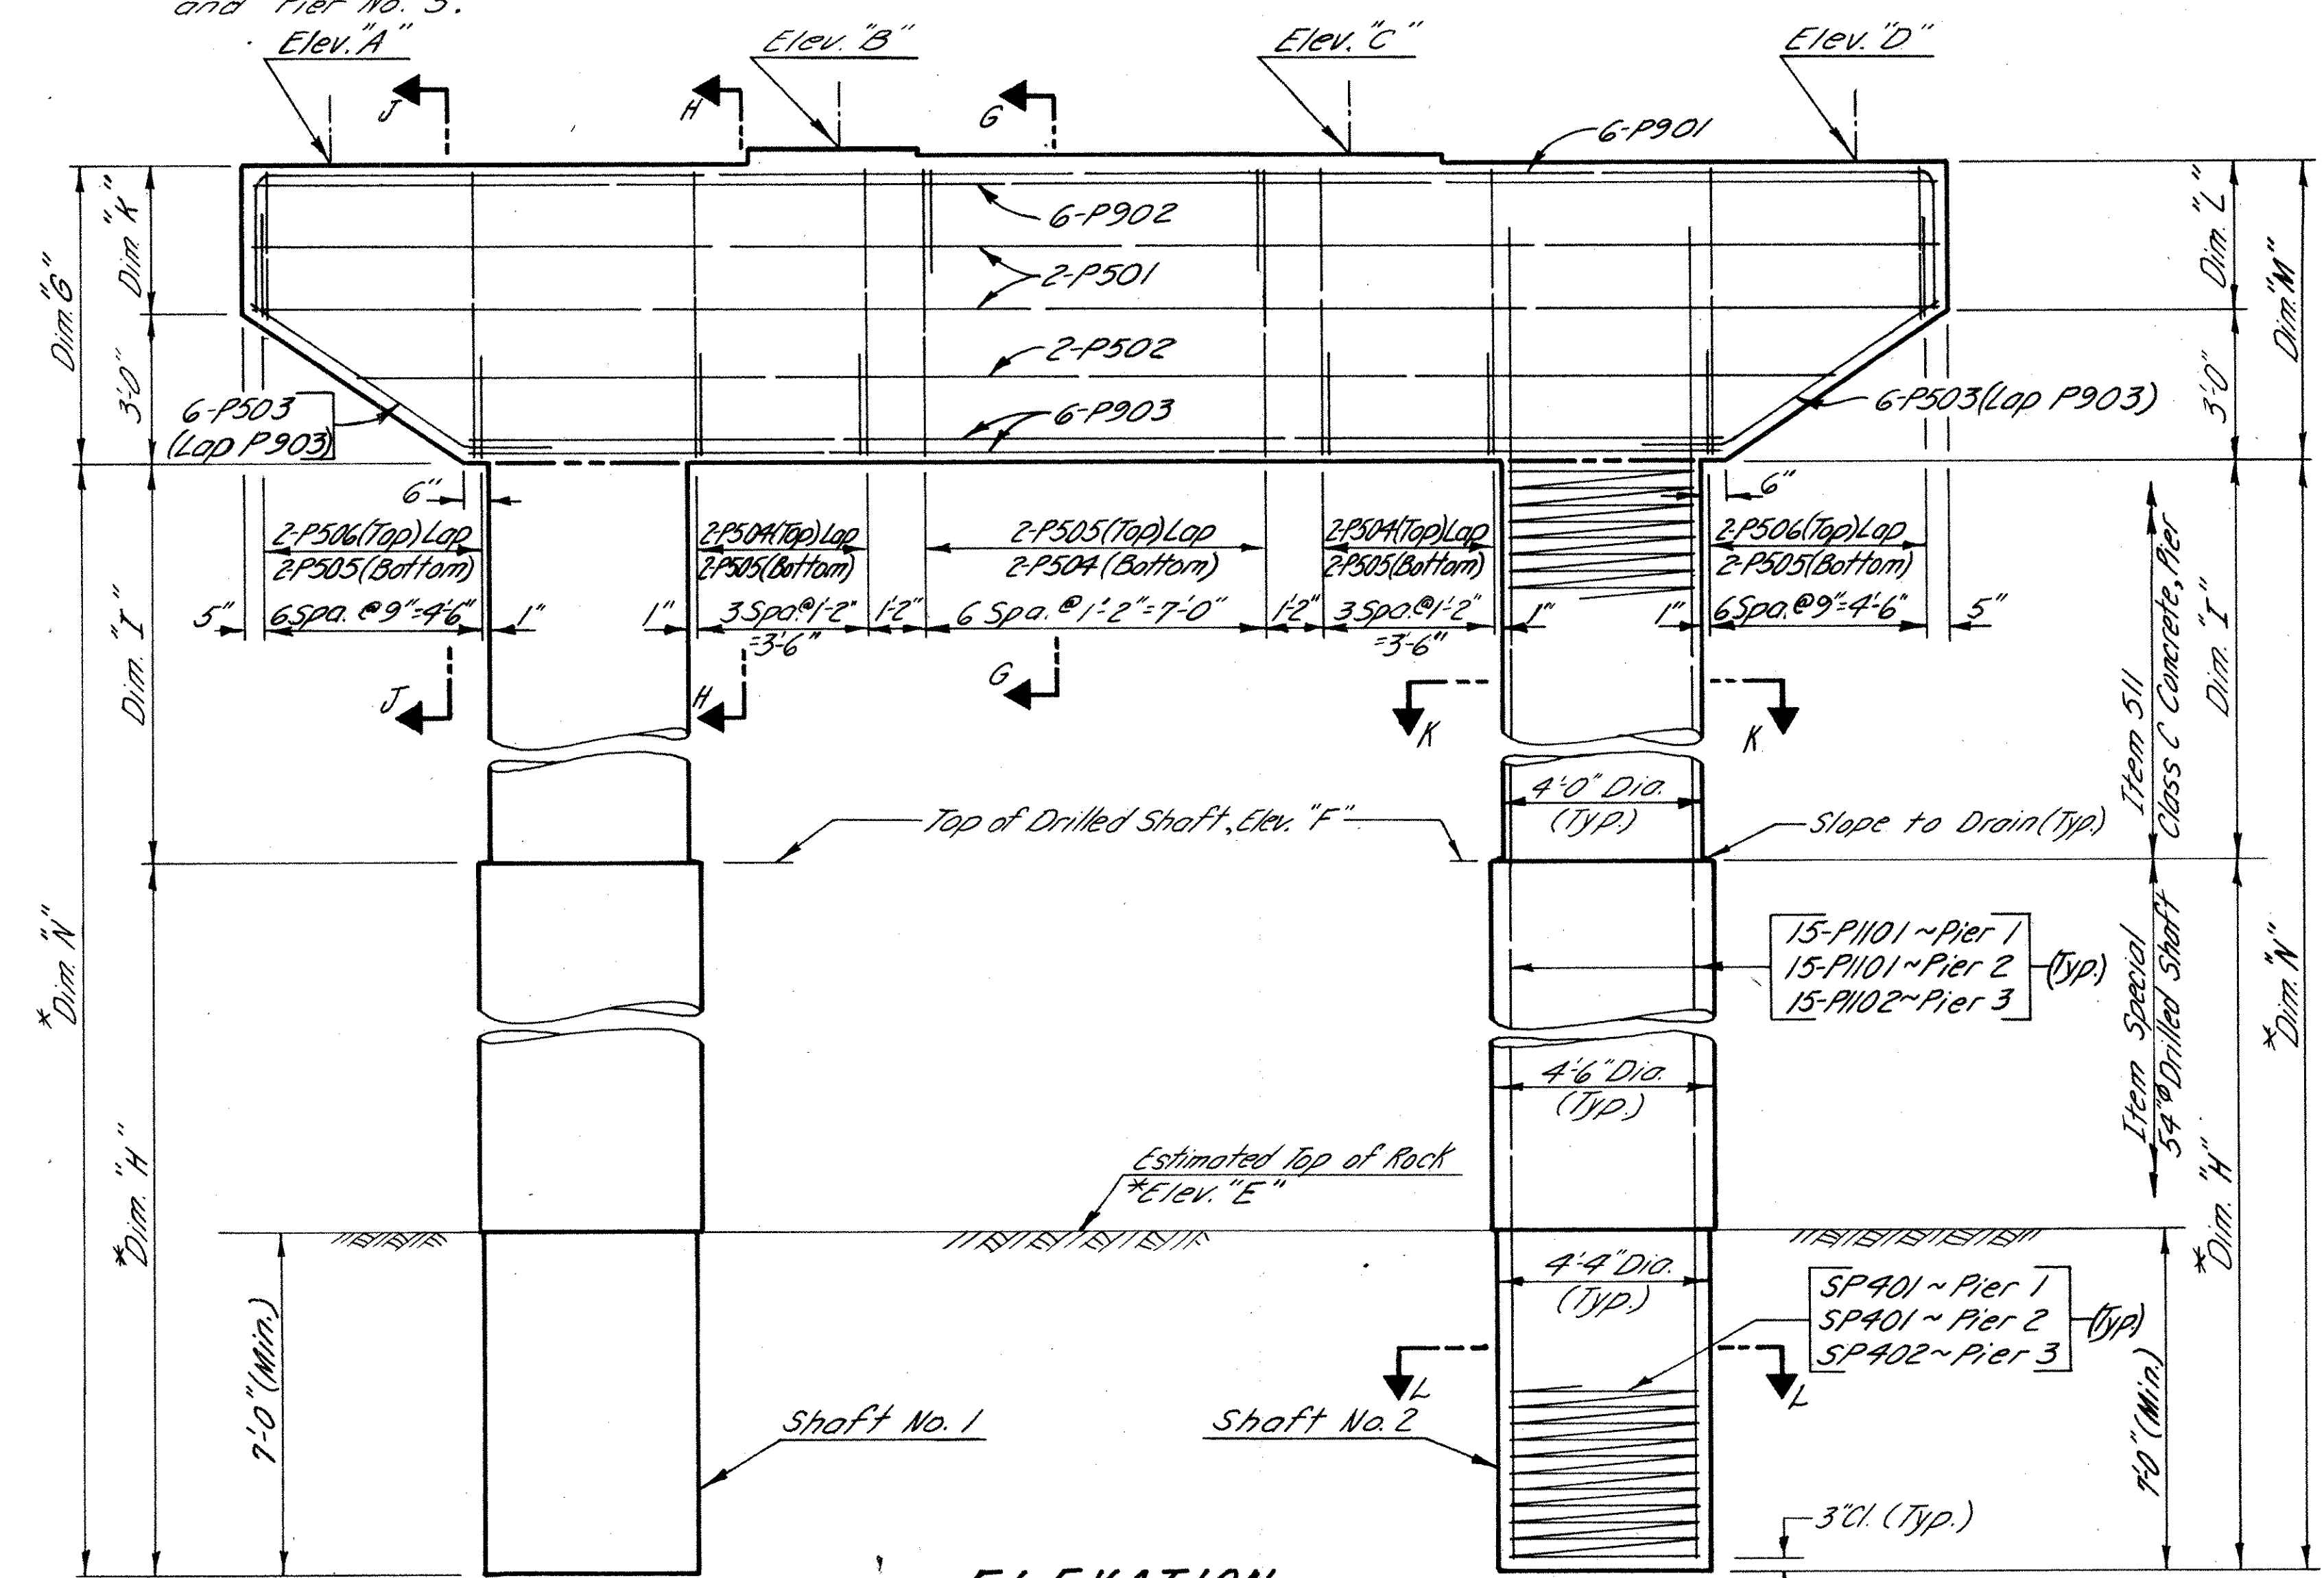 and Pier No. 3.
Elev. "A"
Elev. "B"
Elev. "C"
Elev. "D"
J
H
G
6-P901
Dim. "G"
Dim. "K"
3'-0"
6-P902
2-P501
2-P502
6-P903
Dim. "L"
Dim. "M"
3'-0"
6-P503
(Lap P903)
6-P503 (Lap P903)
6"
6"
2-P506 (Top) Lap
2-P505 (Bottom)
6 Spa. @ 9" = 4'-6"
2-P504 (Top) Lap
2-P505 (Bottom)
3 Spa. @ 1'-2"
= 3'-6"
2-P505 (Top) Lap
2-P504 (Bottom)
6 Spa. @ 1'-2" = 7'-0"
2-P504 (Top) Lap
2-P505 (Bottom)
3 Spa. @ 1'-2"
= 3'-6"
2-P506 (Top) Lap
2-P505 (Bottom)
6 Spa. @ 9" = 4'-6"
5"
1"
1"
1'-2"
1'-2"
1"
1"
5"
Dim. "I"
J
H
G
K
K
Item 511
Class C Concrete, Pier
Dim. "I"
4'-0" Dia.
(Typ.)
Top of Drilled Shaft, Elev. "F"
Slope to Drain (Typ.)
*Dim. "N"
*Dim. "H"
15-P1101 ~ Pier 1
15-P1101 ~ Pier 2
15-P1102 ~ Pier 3
(Typ.)
Item Special
54"ø Drilled Shaft
*Dim. "N"
*Dim. "H"
4'-6" Dia.
(Typ.)
Estimated Top of Rock
*Elev. "E"
4'-4" Dia.
(Typ.)
SP401 ~ Pier 1
SP401 ~ Pier 2
SP402 ~ Pier 3
(Typ.)
L
L
7'-0" (Min.)
7'-0" (Min.)
Shaft No. 1
Shaft No. 2
3" Cl. (Typ.)
ELEVATION